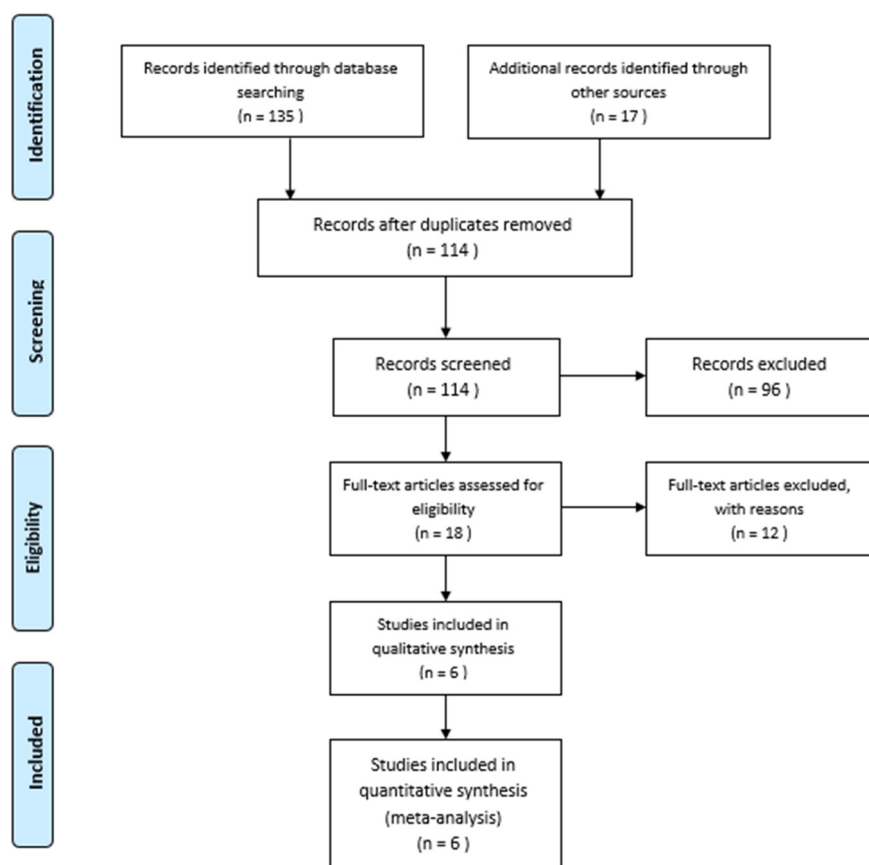 Identification
Records identified through database
searching
(n = 135 )
Additional records identified through
other sources
(n = 17 )
Records after duplicates removed
(n = 114 )
Screening
Records screened
(n = 114 )
Records excluded
(n = 96 )
Eligibility
Full-text articles assessed for
eligibility
(n = 18 )
Full-text articles excluded,
with reasons
(n = 12 )
Studies included in
qualitative synthesis
(n = 6 )
Included
Studies included in
quantitative synthesis
(meta-analysis)
(n = 6 )